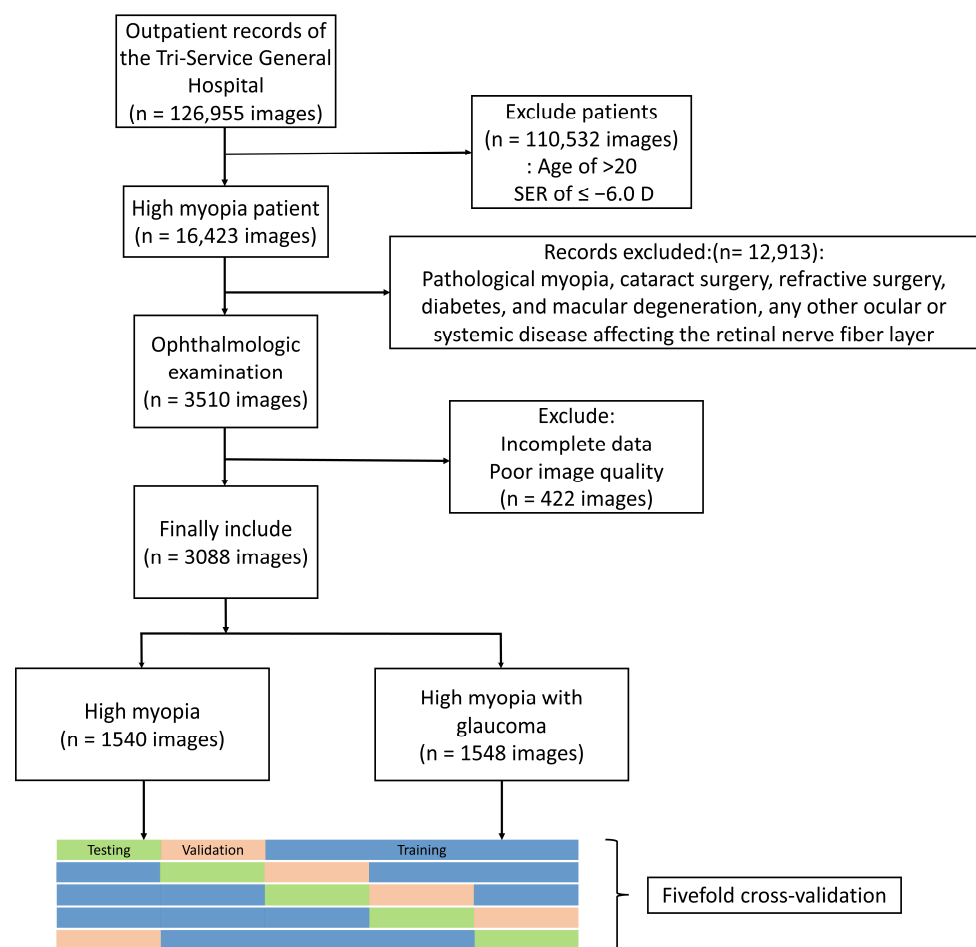 Outpatient records of
the Tri-Service General
Hospital
(n = 126,955 images)
Exclude patients
(n = 110,532 images)
: Age of >20
SER of ≤ −6.0 D
High myopia patient
(n = 16,423 images)
Records excluded:(n= 12,913):
Pathological myopia, cataract surgery, refractive surgery,
diabetes, and macular degeneration, any other ocular or
systemic disease affecting the retinal nerve fiber layer
Ophthalmologic
examination
(n = 3510 images)
Exclude:
Incomplete data
Poor image quality
(n = 422 images)
Finally include
(n = 3088 images)
High myopia
(n = 1540 images)
High myopia with
glaucoma
(n = 1548 images)
Testing
Validation
Training
Fivefold cross-validation